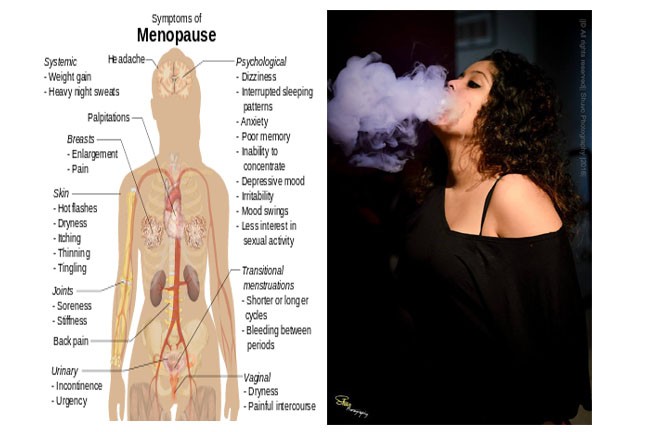 Symptoms of
Menopause
Systemic
- Weight gain
- Heavy night sweats
Headache
Palpitations
Breasts
- Enlargement
- Pain
Skin
- Hot flashes
- Dryness
- Itching
- Thinning
- Tingling
Joints
- Soreness
- Stiffness
Back pain
Urinary
- Incontinence
- Urgency
Psychological
- Dizziness
- Interrupted sleeping
patterns
- Anxiety
- Poor memory
- Inability to
concentrate
- Depressive mood
- Irritability
- Mood swings
- Less interest in
sexual activity
Transitional
menstruations
- Shorter or longer
cycles
- Bleeding between
periods
Vaginal
- Dryness
- Painful intercourse
All rights reserved
Photography